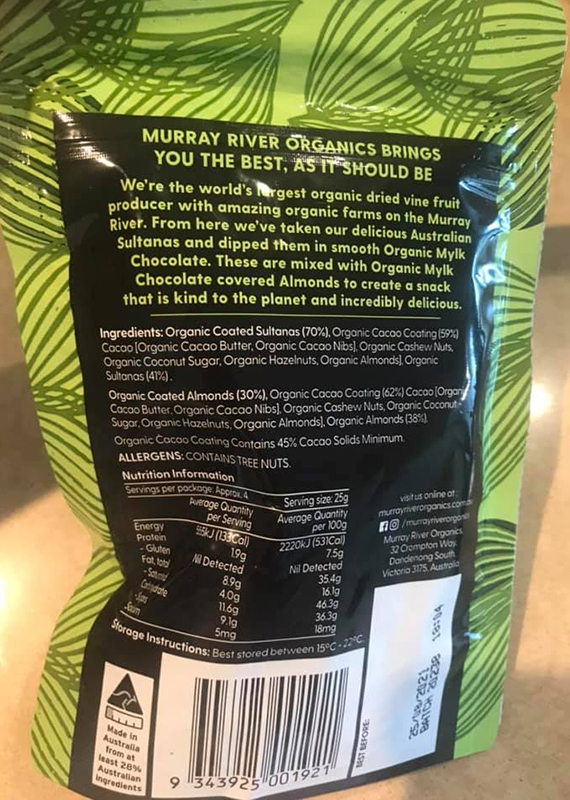 MURRAY RIVER ORGANICS BRINGS
YOU THE BEST, AS IT SHOULD BE
We're the world's largest organic dried vine fruit
producer with amazing organic farms on the Murray
River. From here we've taken our delicious Australian
Sultanas and dipped them in smooth Organic Mylk
Chocolate. These are mixed with Organic Mylk
Chocolate covered Almonds to create a snack
that is kind to the planet and incredibly delicious.
Ingredients: Organic Coated Sultanas (70%), Organic Cacao Coating (59%)
Cacao [Organic Cacao Butter, Organic Cacao Nibs], Organic Cashew Nuts,
Organic Coconut Sugar, Organic Hazelnuts, Organic Almonds], Organic
Sultanas (41%).
Organic Coated Almonds (30%), Organic Cacao Coating (62%) Cacao [Organ
Cacao Butter, Organic Cacao Nibs], Organic Cashew Nuts, Organic Coconut
Sugar, Organic Hazelnuts, Organic Almonds], Organic Almonds (38%).
Organic Cacao Coating Contains 45% Cacao Solids Minimum.
ALLERGENS: CONTAINS TREE NUTS.
Nutrition Information
Servings per package: Approx. 4 Serving size: 25g
Average Quantity per Serving Average Quantity per 100g
Energy 555kJ (133Cal) 2220kJ (531Cal)
Protein 1.9g 7.5g
- Gluten Nil Detected Nil Detected
Fat, total 8.9g 35.4g
- Saturated 4.0g 16.1g
Carbohydrate 11.6g 46.3g
9.1g 36.3g
5mg 18mg
Storage Instructions: Best stored between 15°C - 22°C.
visit us online at:
murrayriverorganics.com
/murrayriverorgani
Murray River Organics,
32 Crompton Way,
Dandenong South,
Victoria 3175, Australia
Made in
Australia
from at
least 28%
Australian
ingredients
9 343925 001921
BEST BEFORE:
25/08/2021 18:04
BATCH 20238